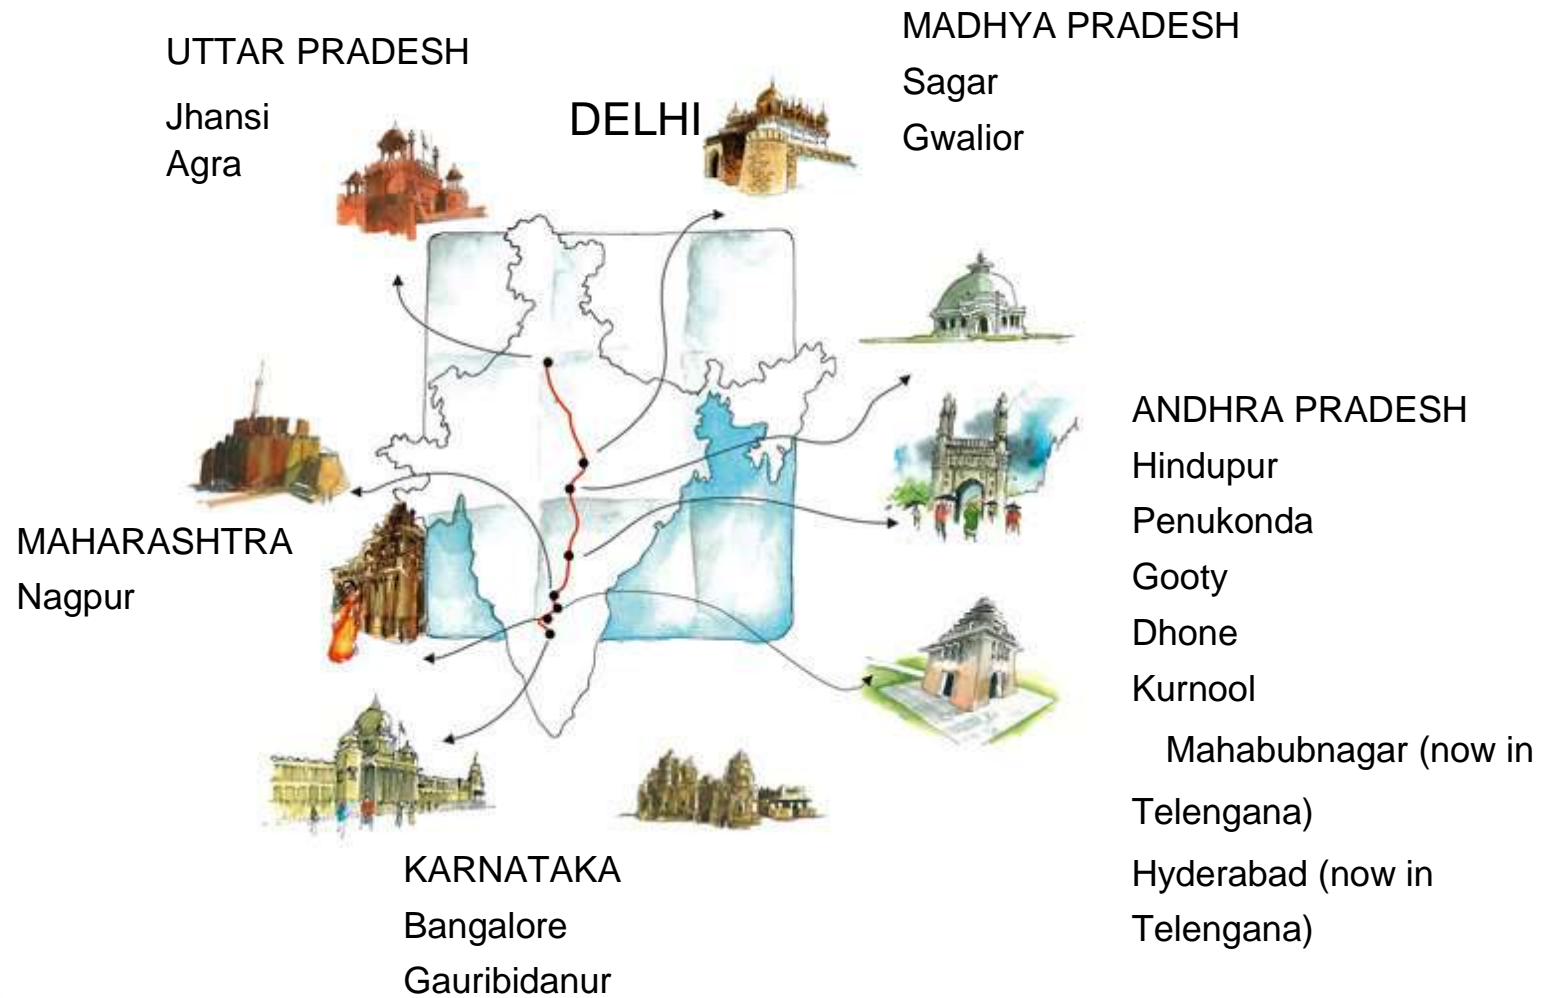 UTTAR PRADESH
Jhansi
Agra
DELHI
MADHYA PRADESH
Sagar
Gwalior
MAHARASHTRA
Nagpur
ANDHRA PRADESH
Hindupur
Penukonda
Gooty
Dhone
Kurnool
Mahabubnagar (now in
Telengana)
Hyderabad (now in
Telengana)
KARNATAKA
Bangalore
Gauribidanur